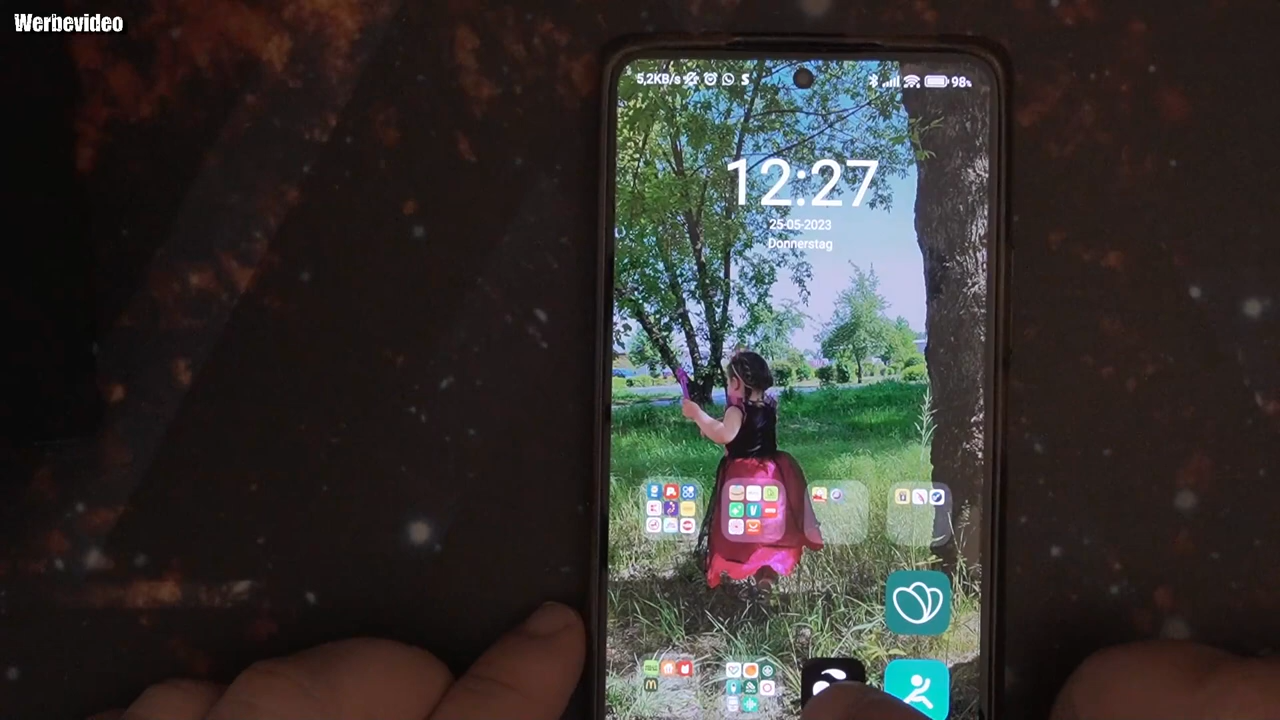 Werbevideo
5,2KB/s
98%
12:27
25-05-2023
Donnerstag